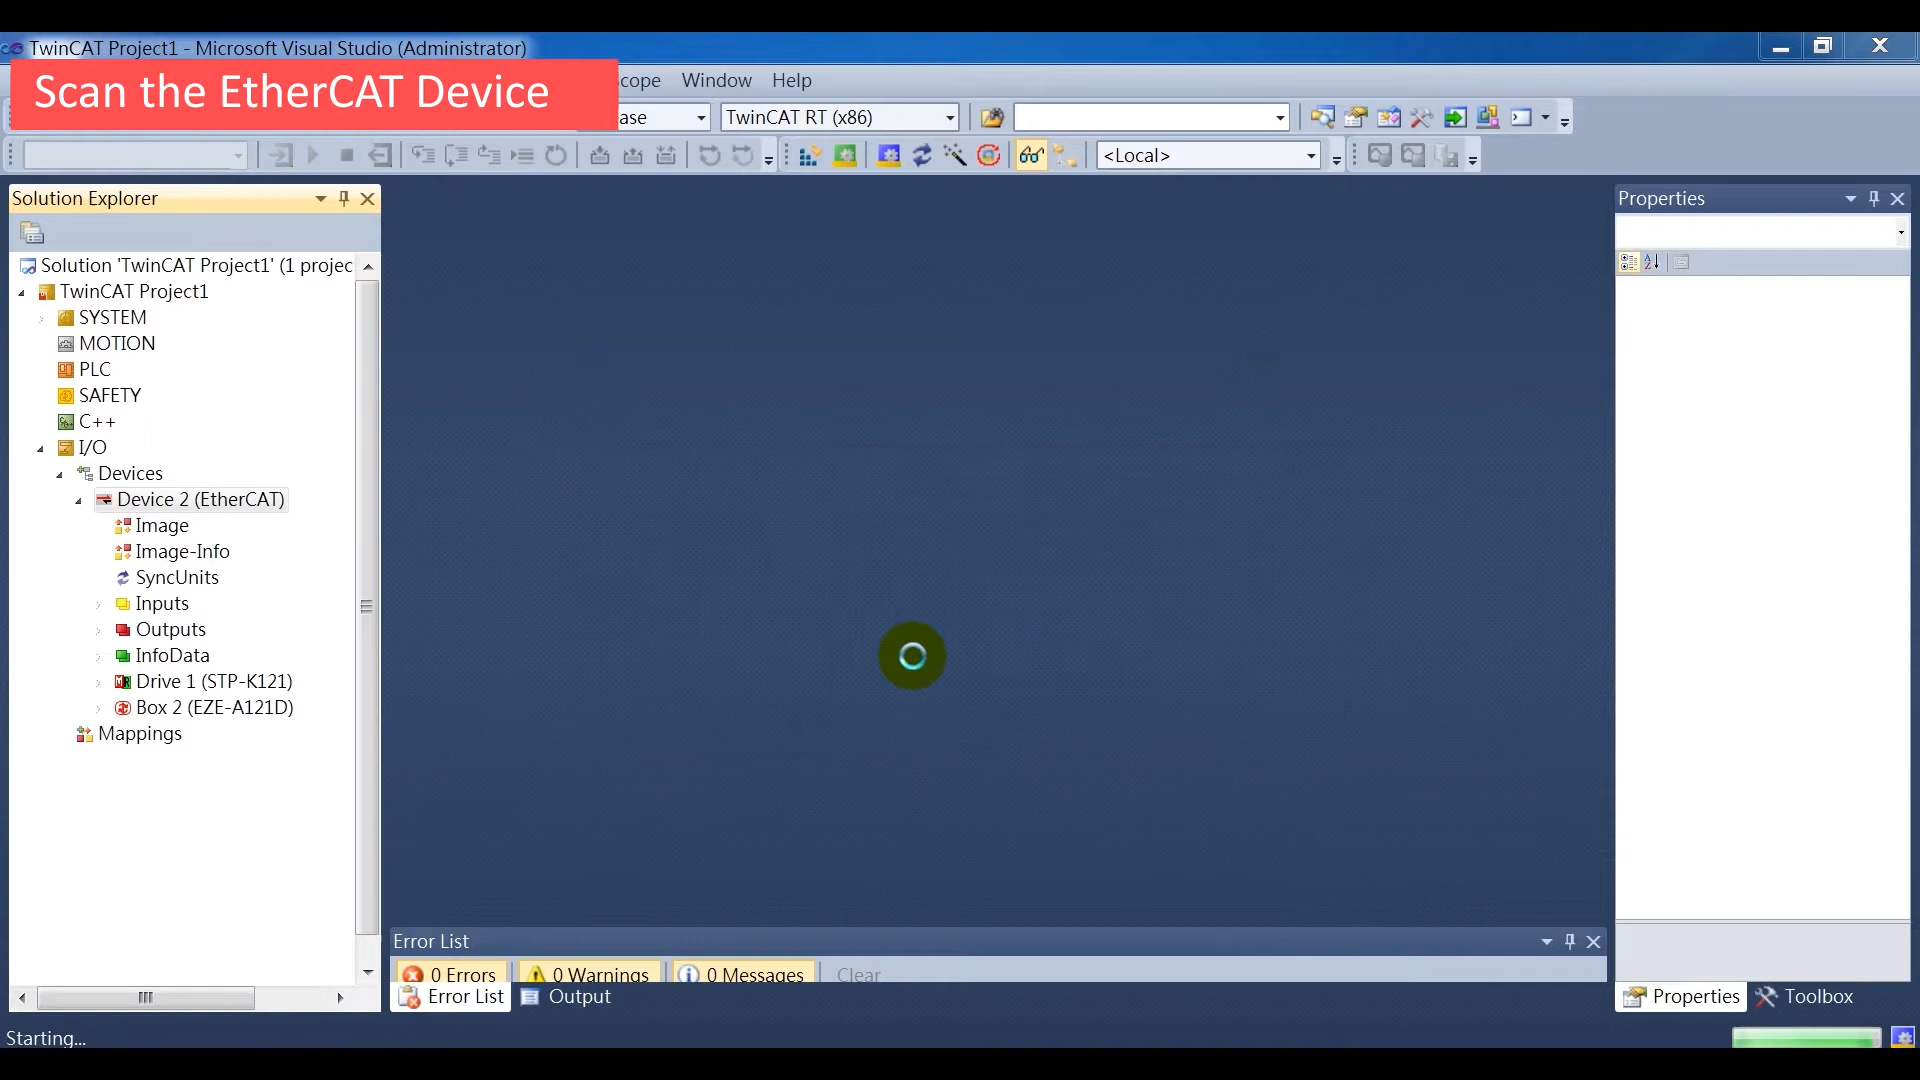 TwinCAT Project1 - Microsoft Visual Studio (Administrator)
Scan the EtherCAT Device
cope Window Help
ase TwinCAT RT (x86)
<Local>
Solution Explorer
Solution 'TwinCAT Project1' (1 projec
TwinCAT Project1
SYSTEM
MOTION
PLC
SAFETY
C++
I/O
Devices
Device 2 (EtherCAT)
Image
Image-Info
SyncUnits
Inputs
Outputs
InfoData
Drive 1 (STP-K121)
Box 2 (EZE-A121D)
Mappings
Properties
Error List
0 Errors 0 Warnings 0 Messages Clear
Error List Output
Properties Toolbox
Starting...